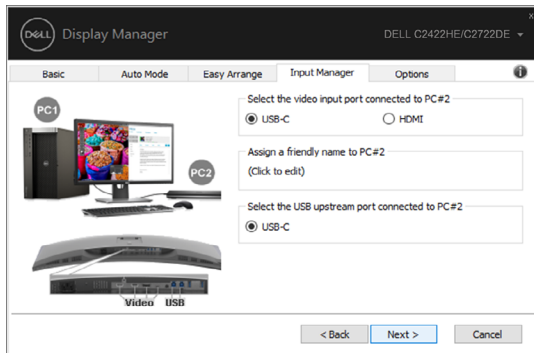 x
DELL Display Manager
DELL C2422HE/C2722DE
Basic
Auto Mode
Easy Arrange
Input Manager
Options
i
PC1
PC2
Video USB
Select the video input port connected to PC#2
USB-C
HDMI
Assign a friendly name to PC#2
(Click to edit)
Select the USB upstream port connected to PC#2
USB-C
< Back
Next >
Cancel